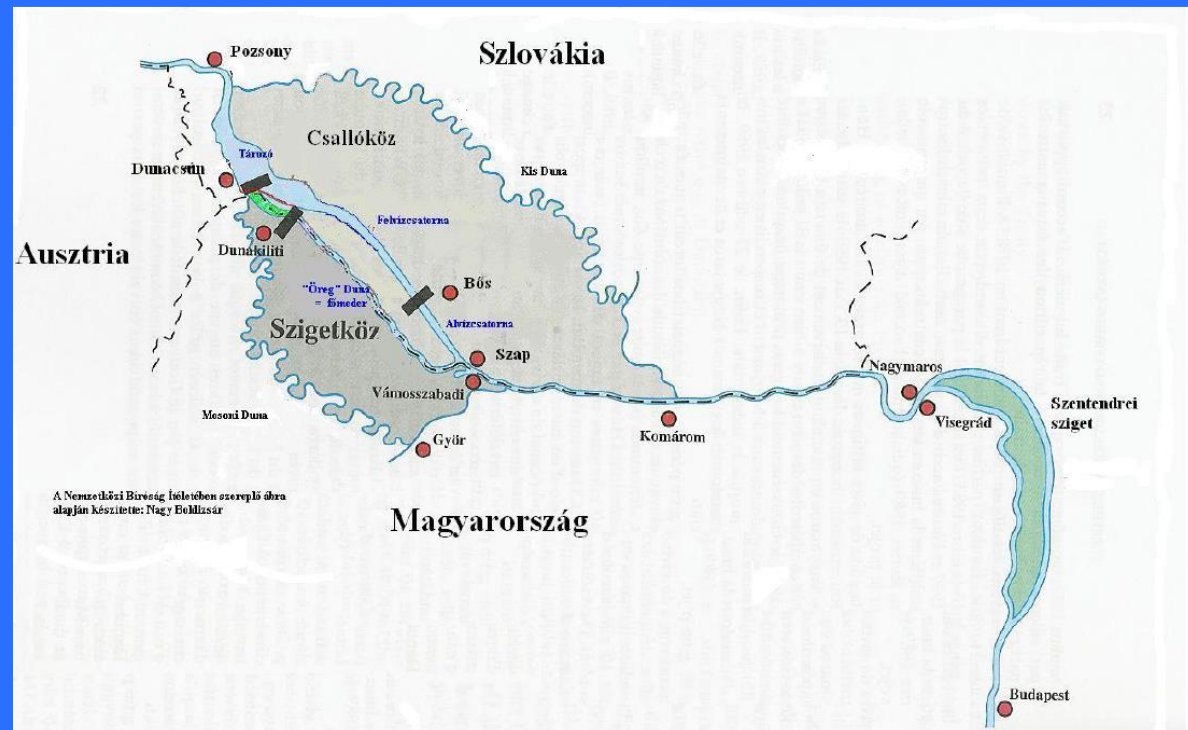 Pozsony
Szlovákia
Csallóköz
Tározó
Dunacsún
Kis Duna
Felvízcsatorna
Ausztria
Dunakiliti
"Öreg" Duna
= főmeder
Bős
Szigetköz
Alvízcsatorna
Szap
Nagymaros
Vámosszabadi
Szentendrei
sziget
Visegrád
Mosoni Duna
Komárom
Győr
A Nemzetközi Bíróság Ítéletében szereplő ábra
alapján készítette: Nagy Boldizsár
Magyarország
Budapest